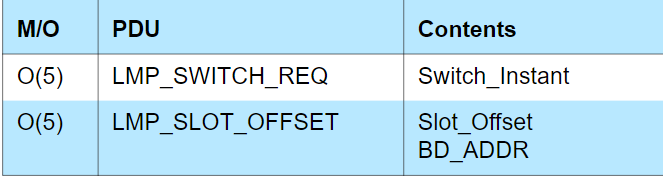 M/O PDU Contents
O(5) LMP_SWITCH_REQ Switch_Instant
O(5) LMP_SLOT_OFFSET Slot_Offset
BD_ADDR